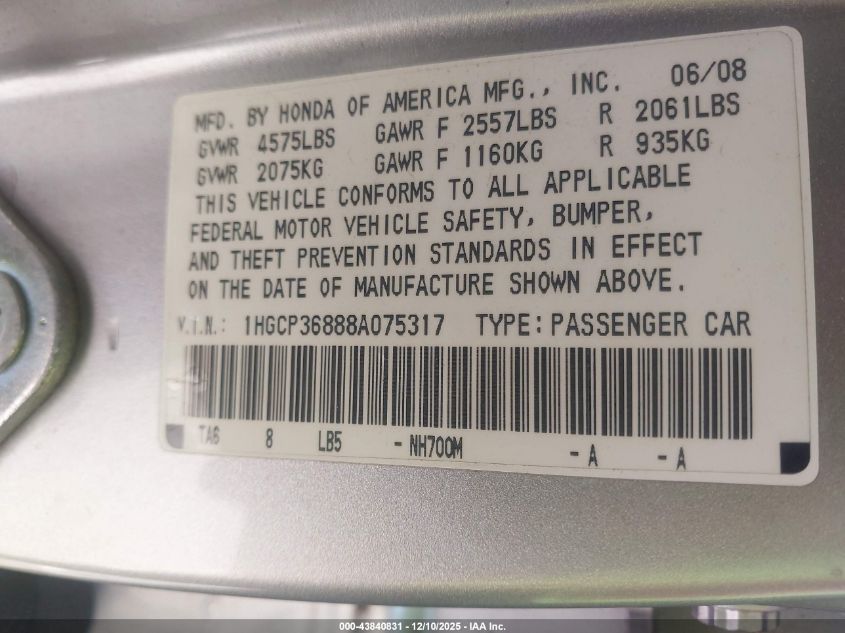 MFD. BY HONDA OF AMERICA MFG., INC. 06/08
GVWR 4575LBS GAWR F 2557LBS R 2061LBS
GVWR 2075KG GAWR F 1160KG R 935KG
THIS VEHICLE CONFORMS TO ALL APPLICABLE
FEDERAL MOTOR VEHICLE SAFETY, BUMPER,
AND THEFT PREVENTION STANDARDS IN EFFECT
ON THE DATE OF MANUFACTURE SHOWN ABOVE.
V.I.N.: 1HGCP36888A075317 TYPE: PASSENGER CAR
TA6 8 LB5 - NH700M - A - A
000-43840831 - 12/10/2025 - IAA Inc.